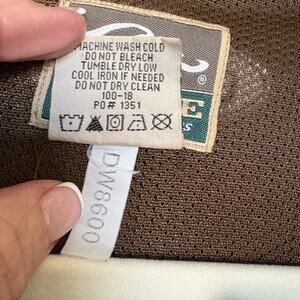 MACHINE WASH COLD
DO NOT BLEACH
TUMBLE DRY LOW
COOL IRON IF NEEDED
DO NOT DRY CLEAN
100-18
PO# 1351
®
DW8600